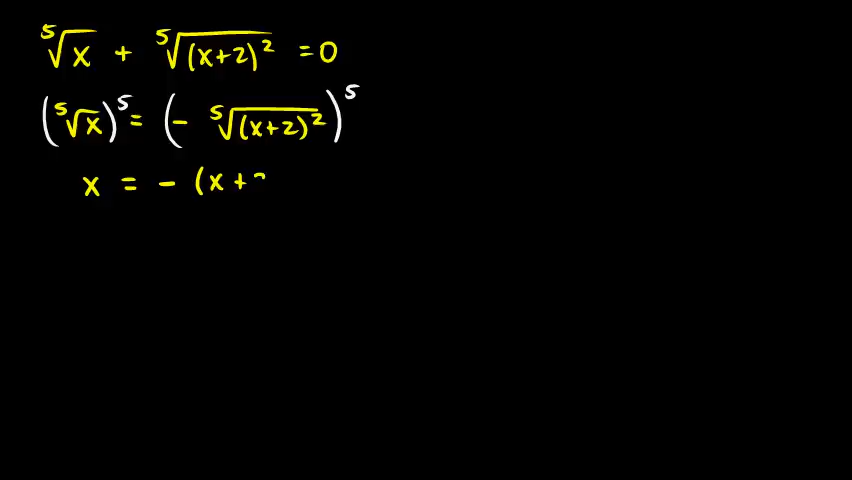 ⁵√x + ⁵√(x+2)² = 0
(⁵√x)⁵ = (- ⁵√(x+2)²)⁵
x = - (x+